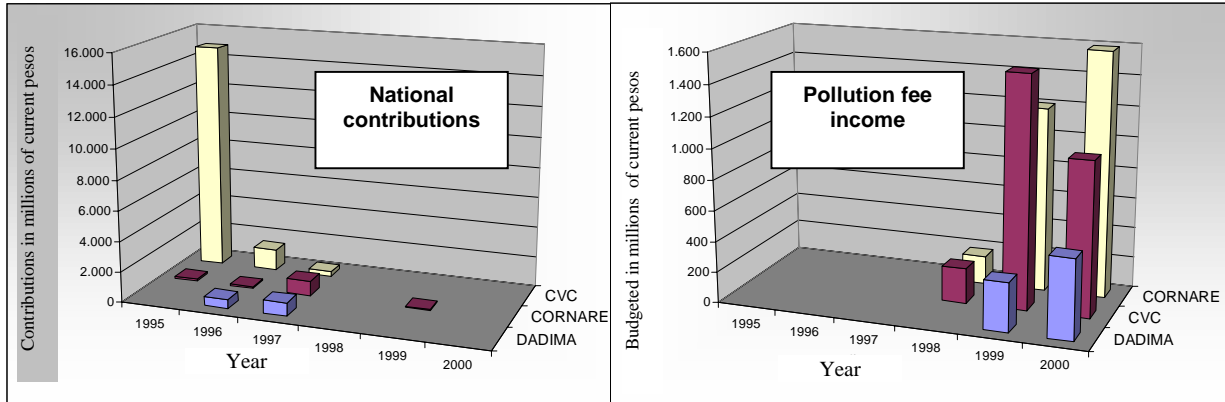 Contributions in millions of current pesos
16.000
14.000
12.000
10.000
8.000
6.000
4.000
2.000
0
National
contributions
1995
1996
1997
1998
1999
2000
Year
CVC
CORNARE
DADIMA
Budgeted in millions of current pesos
1.600
1.400
1.200
1.000
800
600
400
200
0
Pollution fee
income
1995
1996
1997
1998
1999
2000
Year
CORNARE
CVC
DADIMA